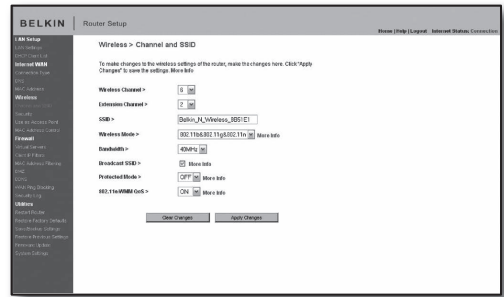 BELKIN
Router Setup
Home | Help | Logout Internet Status: Connection
LAN Setup
LAN Settings
DHCP Client List
Internet WAN
Connection Type
DNS
MAC Address
Wireless
Channel and SSID
Security
Use as Access Point
MAC Address Control
Firewall
Virtual Servers
Client IP Filters
MAC Address Filtering
DMZ
DDNS
WAN Ping Blocking
Security Log
Utilities
Restart Router
Restore Factory Defaults
Save/Backup Settings
Restore Previous Settings
Firmware Update
System Settings
Wireless > Channel and SSID
To make changes to the wireless settings of the router, make the changes here. Click "Apply
Changes" to save the settings. More Info
Wireless Channel > 6
Extension Channel > 2
SSID > Belkin_N_Wireless_8B51E1
Wireless Mode > 802.11b&802.11g&802.11n More Info
Bandwidth > 40MHz
Broadcast SSID > More Info
Protected Mode > OFF More Info
802.11e/WMM QoS > ON More Info
Clear Changes Apply Changes